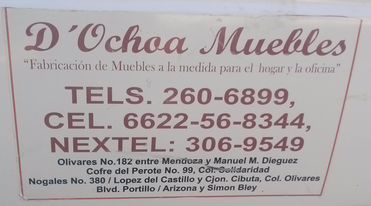 D´Ochoa Muebles
“Fabricación de Muebles a la medida para el hogar y la oficina”
TELS. 260-6899,
CEL. 6622-56-8344,
NEXTEL: 306-9549
Olivares No.182 entre Mendoza y Manuel M. Dieguez
Cofre del Perote No. 99, Col. Solidaridad
Nogales No. 380 / Lopez del Castillo y Cjon. Cibuta, Col. Olivares
Blvd. Portillo / Arizona y Simon Bley